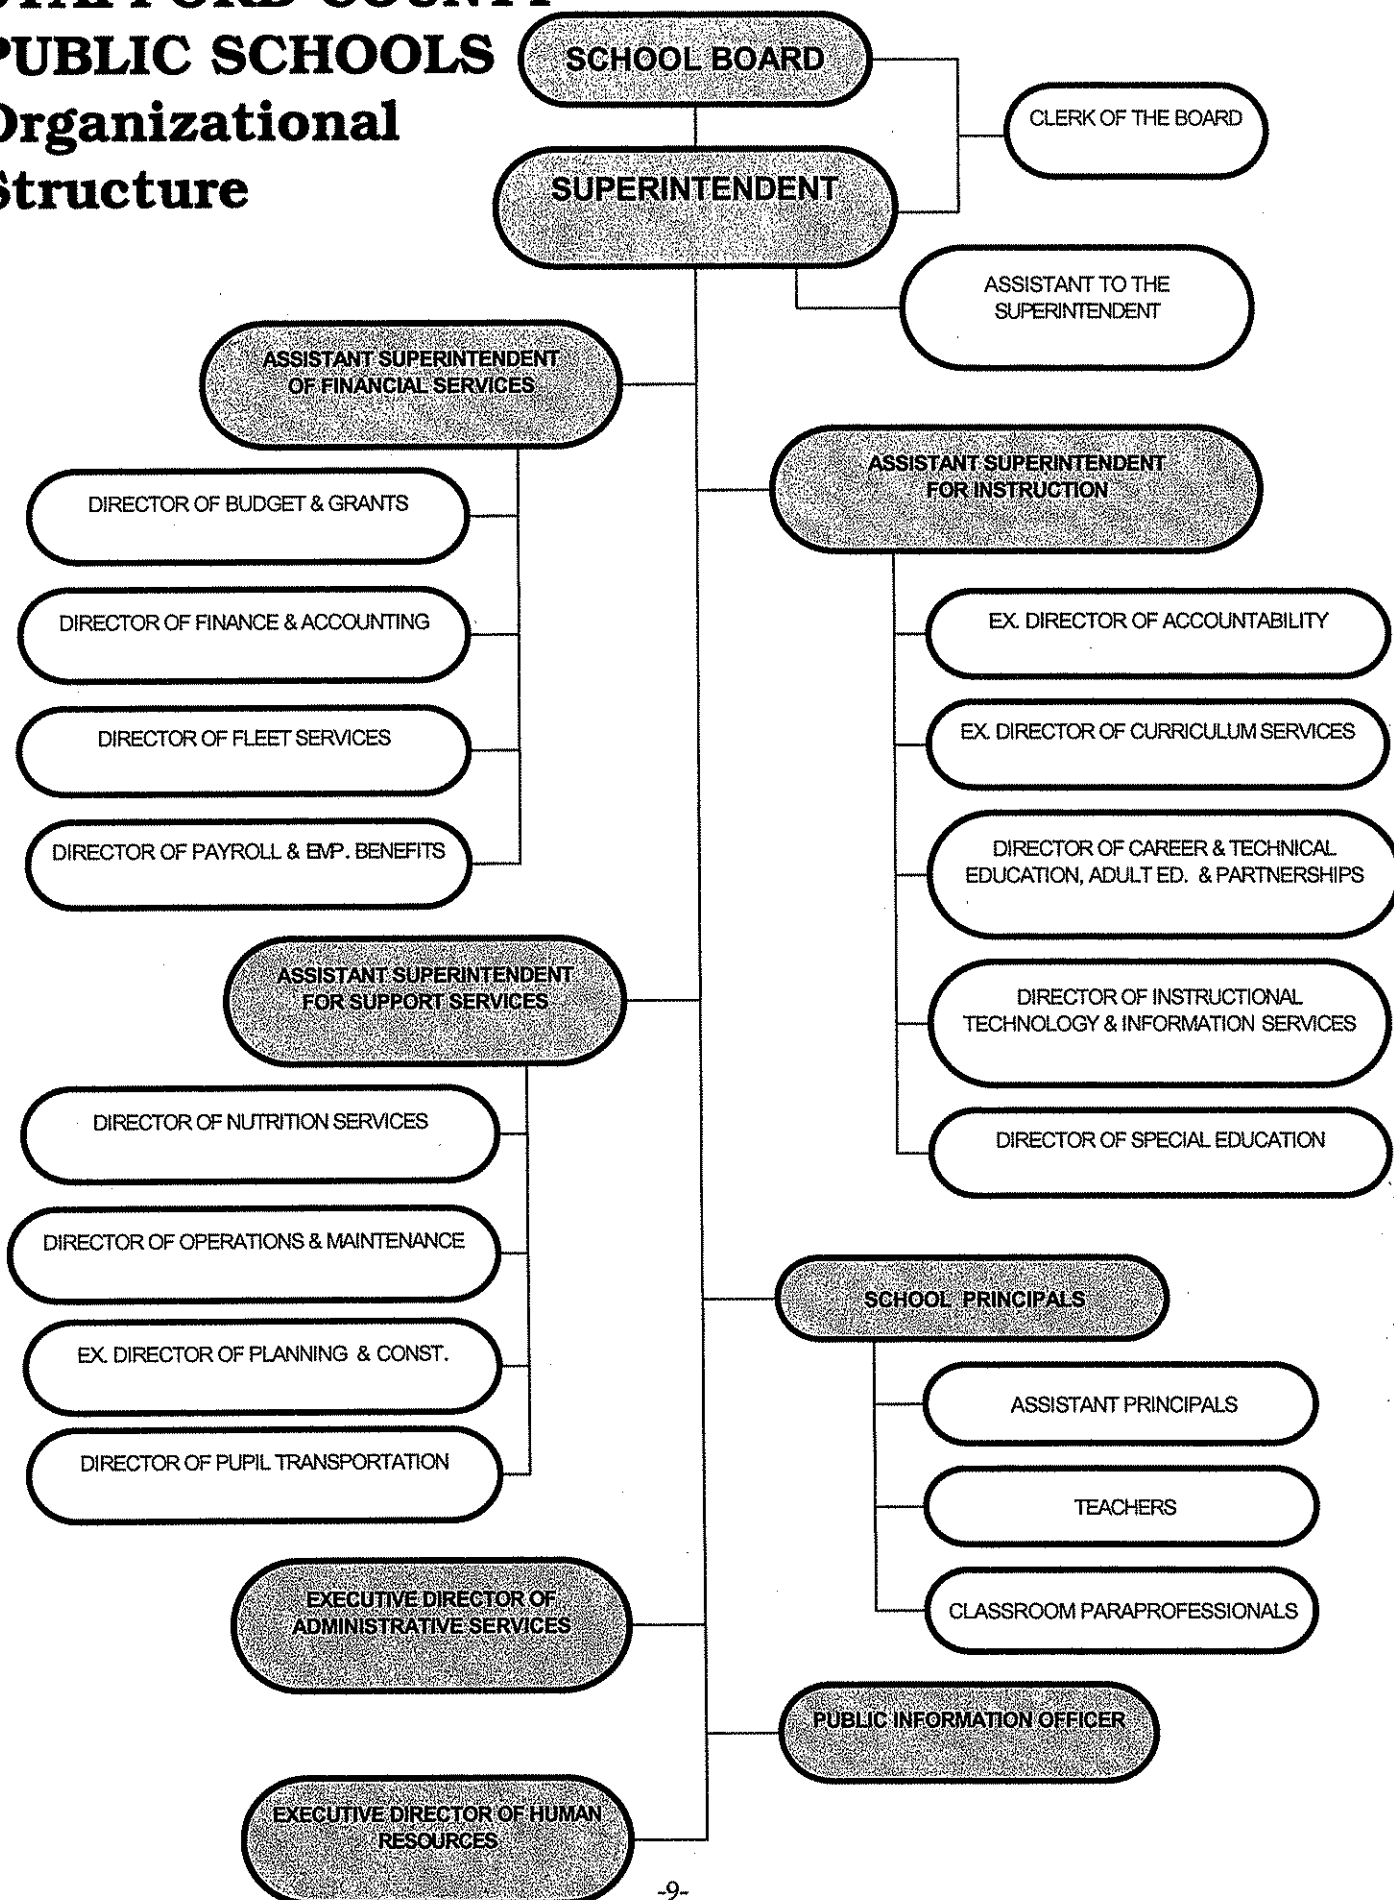 STAFFORD COUNTY
PUBLIC SCHOOLS
Organizational
Structure
SCHOOL BOARD
CLERK OF THE BOARD
SUPERINTENDENT
ASSISTANT TO THE
SUPERINTENDENT
ASSISTANT SUPERINTENDENT
OF FINANCIAL SERVICES
DIRECTOR OF BUDGET & GRANTS
DIRECTOR OF FINANCE & ACCOUNTING
DIRECTOR OF FLEET SERVICES
DIRECTOR OF PAYROLL & EMP. BENEFITS
ASSISTANT SUPERINTENDENT
FOR INSTRUCTION
EX. DIRECTOR OF ACCOUNTABILITY
EX. DIRECTOR OF CURRICULUM SERVICES
DIRECTOR OF CAREER & TECHNICAL
EDUCATION, ADULT ED. & PARTNERSHIPS
DIRECTOR OF INSTRUCTIONAL
TECHNOLOGY & INFORMATION SERVICES
DIRECTOR OF SPECIAL EDUCATION
ASSISTANT SUPERINTENDENT
FOR SUPPORT SERVICES
DIRECTOR OF NUTRITION SERVICES
DIRECTOR OF OPERATIONS & MAINTENANCE
EX. DIRECTOR OF PLANNING & CONST.
DIRECTOR OF PUPIL TRANSPORTATION
SCHOOL PRINCIPALS
ASSISTANT PRINCIPALS
TEACHERS
CLASSROOM PARAPROFESSIONALS
EXECUTIVE DIRECTOR OF
ADMINISTRATIVE SERVICES
PUBLIC INFORMATION OFFICER
EXECUTIVE DIRECTOR OF HUMAN
RESOURCES
-9-